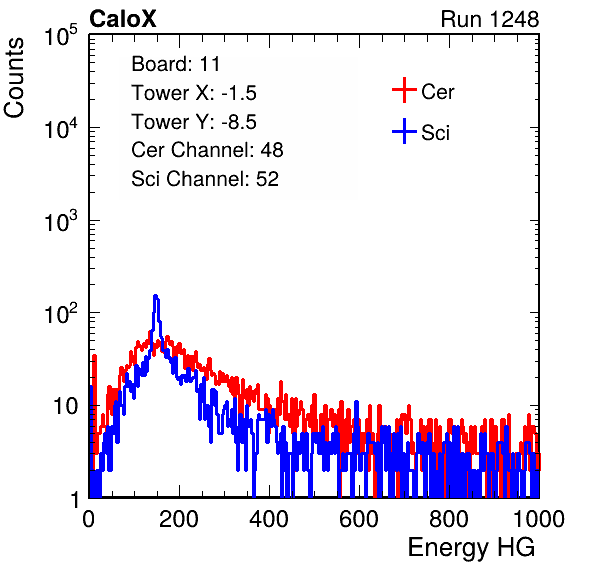 CaloX Run 1248
Board: 11
Tower X: -1.5
Tower Y: -8.5
Cer Channel: 48
Sci Channel: 52
Cer
Sci
Counts
10^5
10^4
10^3
10^2
10
1
0 200 400 600 800 1000
Energy HG